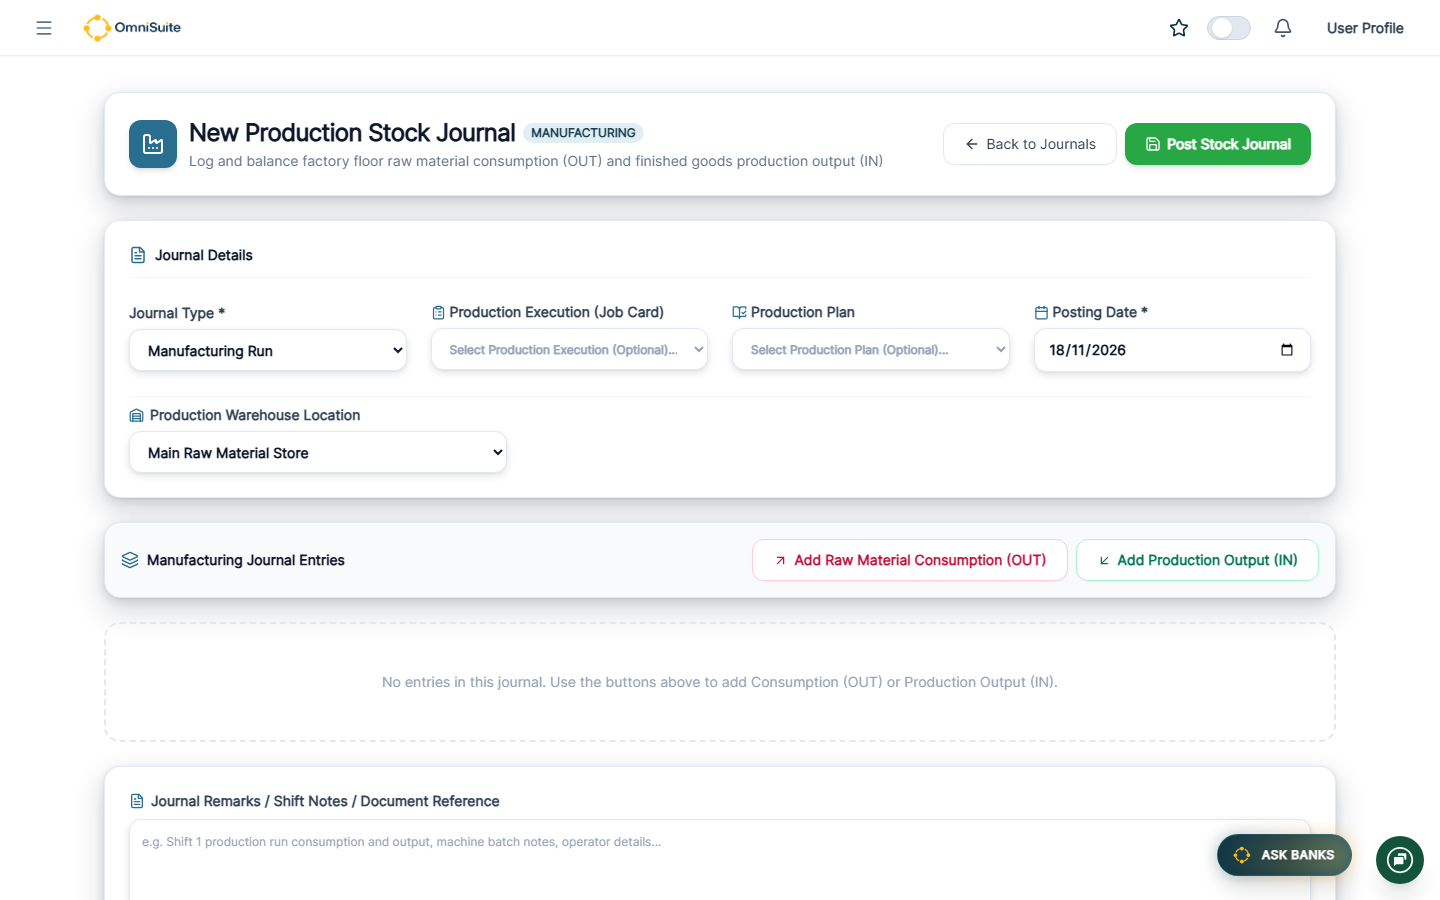 OmniSuite
User Profile
New Production Stock Journal
MANUFACTURING
Log and balance factory floor raw material consumption (OUT) and finished goods production output (IN)
Back to Journals
Post Stock Journal
Journal Details
Journal Type *
Production Execution (Job Card)
Production Plan
Posting Date *
Manufacturing Run
Select Production Execution (Optional)...
Select Production Plan (Optional)...
18/11/2026
Production Warehouse Location
Main Raw Material Store
Manufacturing Journal Entries
Add Raw Material Consumption (OUT)
Add Production Output (IN)
No entries in this journal. Use the buttons above to add Consumption (OUT) or Production Output (IN).
Journal Remarks / Shift Notes / Document Reference
e.g. Shift 1 production run consumption and output, machine batch notes, operator details...
ASK BANKS